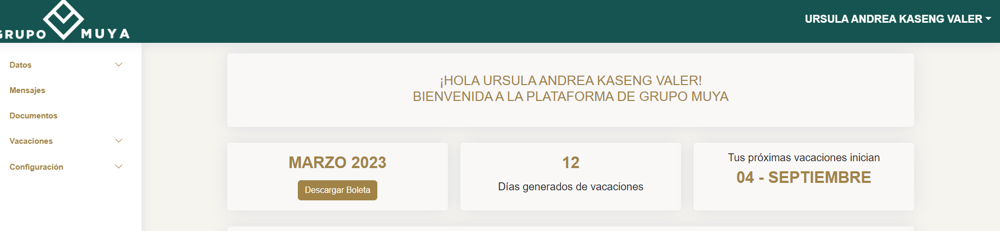 GRUPO MUYA
URSULA ANDREA KASENG VALER
Datos
Mensajes
Documentos
Vacaciones
Configuración
¡HOLA URSULA ANDREA KASENG VALER!
BIENVENIDA A LA PLATAFORMA DE GRUPO MUYA
MARZO 2023
Descargar Boleta
12
Días generados de vacaciones
Tus próximas vacaciones inician
04 - SEPTIEMBRE